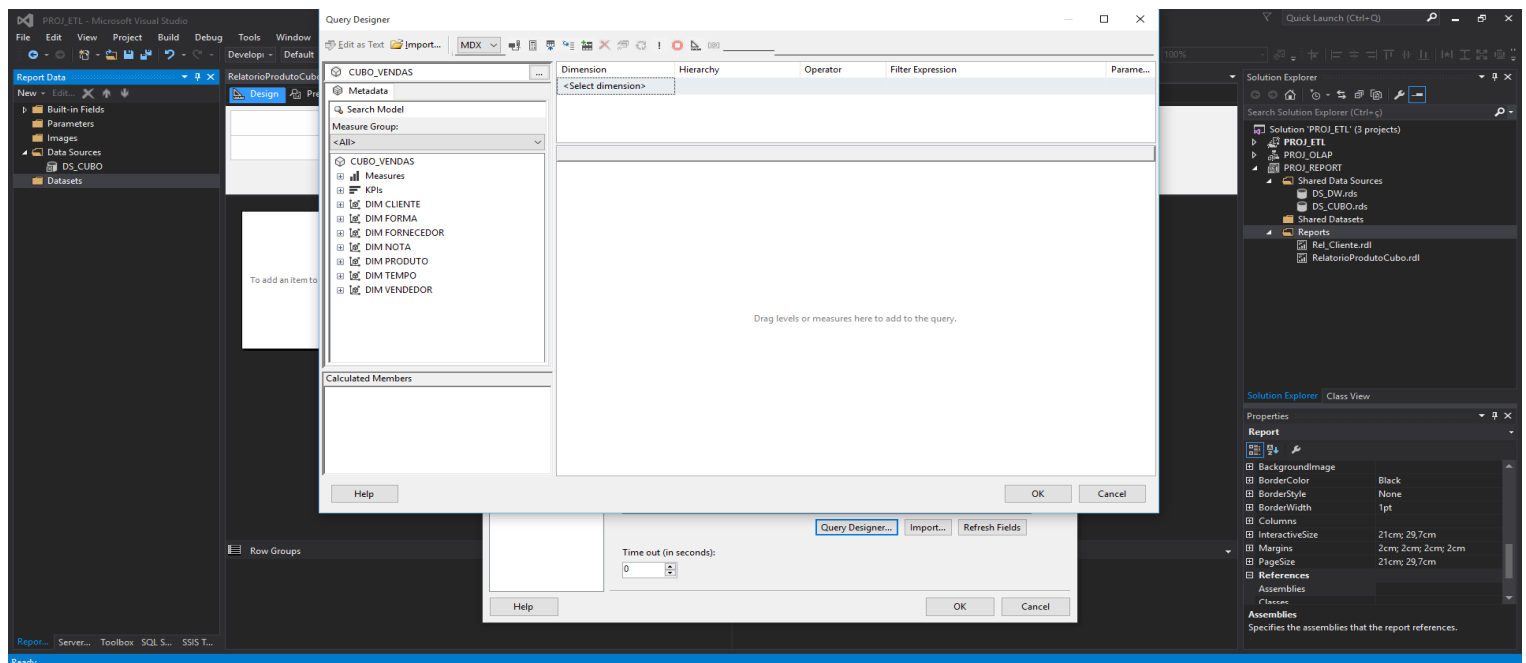 PROJ_ETL - Microsoft Visual Studio
Quick Launch (Ctrl+Q)
File Edit View Project Build Debug Tools Window
Develop Default
100%
Report Data
New - Edit...
Built-in Fields
Parameters
Images
Data Sources
DS_CUBO
Datasets
RelatorioProdutoCub
Design Pre
To add an item to
Row Groups
Repor... Server... Toolbox SQL S... SSIS T...
Ready
Query Designer
Edit as Text Import... MDX
CUBO_VENDAS ...
Metadata
Search Model
Measure Group:
<All>
CUBO_VENDAS
Measures
KPIs
DIM CLIENTE
DIM FORMA
DIM FORNECEDOR
DIM NOTA
DIM PRODUTO
DIM TEMPO
DIM VENDEDOR
Calculated Members
Dimension Hierarchy Operator Filter Expression Parame...
<Select dimension>
Drag levels or measures here to add to the query.
Help OK Cancel
Query Designer... Import... Refresh Fields
Time out (in seconds):
0
Help OK Cancel
Solution Explorer
Search Solution Explorer (Ctrl+ç)
Solution 'PROJ_ETL' (3 projects)
PROJ_ETL
PROJ_OLAP
PROJ_REPORT
Shared Data Sources
DS_DW.rds
DS_CUBO.rds
Shared Datasets
Reports
Rel_Cliente.rdl
RelatorioProdutoCubo.rdl
Solution Explorer Class View
Properties
Report
BackgroundImage
BorderColor Black
BorderStyle None
BorderWidth 1pt
Columns
InteractiveSize 21cm; 29,7cm
Margins 2cm; 2cm; 2cm; 2cm
PageSize 21cm; 29,7cm
References
Assemblies
Classes
Assemblies
Specifies the assemblies that the report references.